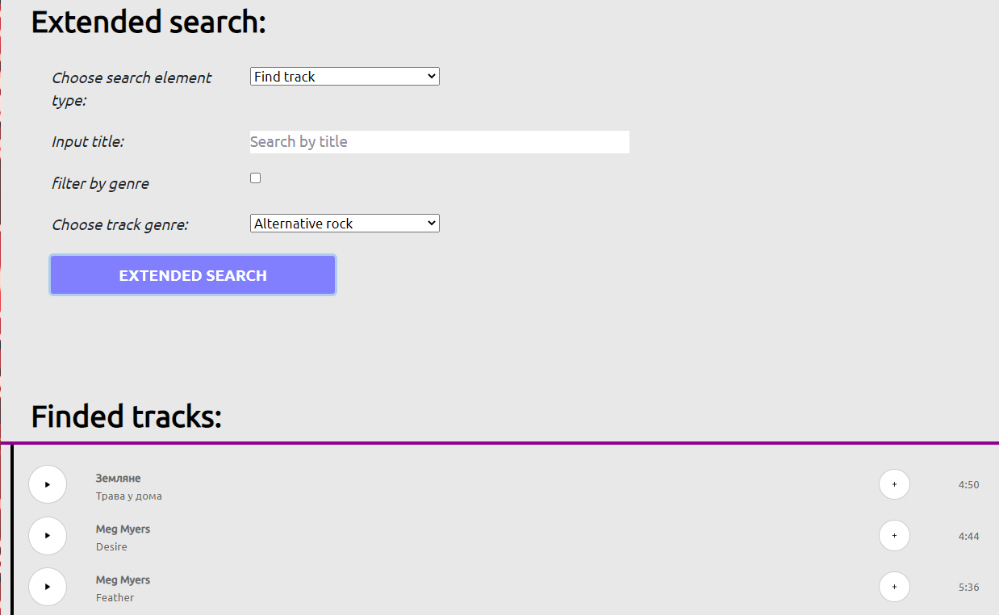 Extended search:
Choose search element
type:
Find track
Input title:
Search by title
filter by genre
Choose track genre:
Alternative rock
EXTENDED SEARCH
Finded tracks:
Земляне
Трава у дома
+
4:50
Meg Myers
Desire
+
4:44
Meg Myers
Feather
+
5:36